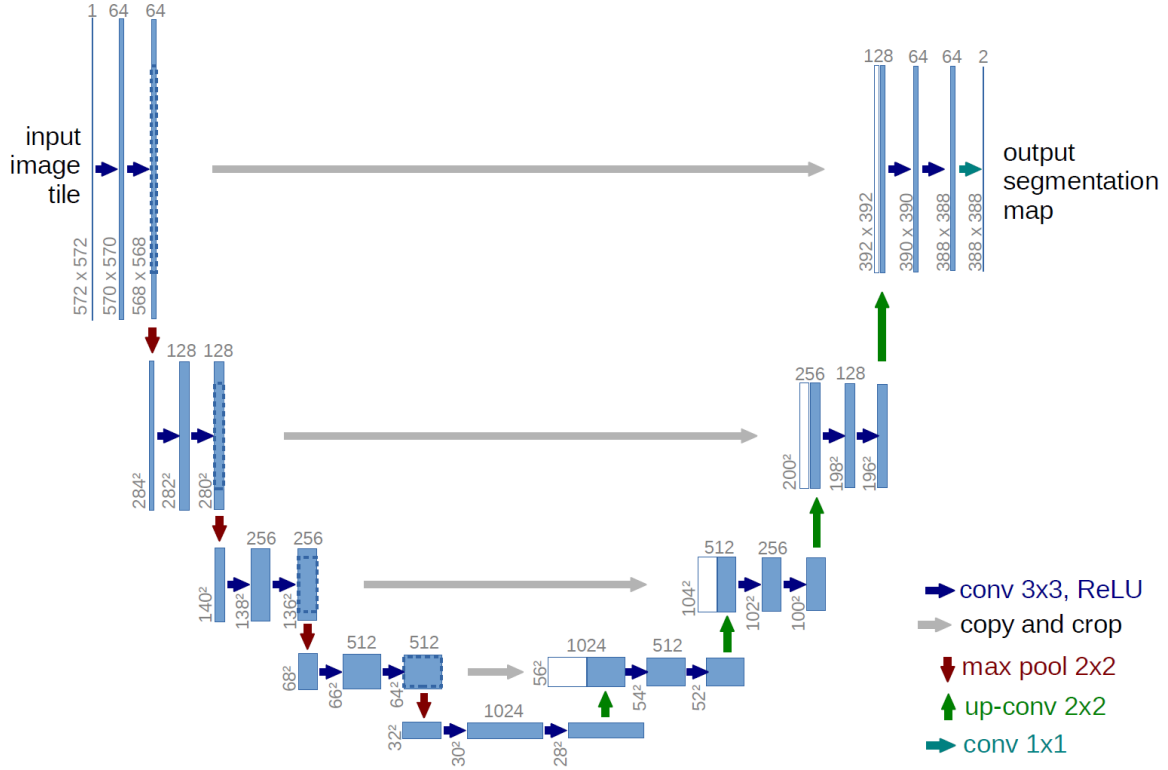 1 64 64
128 64 64 2
input
image
tile
output
segmentation
map
572 x 572
570 x 570
568 x 568
392 x 392
390 x 390
388 x 388
388 x 388
128 128
256 128
284²
282²
280²
200²
198²
196²
256 256
512 256
140²
138²
136²
104²
102²
100²
512 512
1024 512
68²
66²
64²
56²
54²
52²
1024
32²
30²
28²
conv 3x3, ReLU
copy and crop
max pool 2x2
up-conv 2x2
conv 1x1